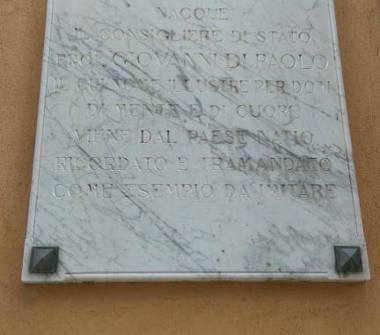 NACQUE
IL CONSIGLIERE DI STATO
PROF. GIOVANNI DI PAOLO
IL CUI NOME ILLUSTRE PER DOTI
DI MENTE E DI CUORE
VIENE DAL PAESE NATIO
RICORDATO E TRAMANDATO
COME ESEMPIO DA IMITARE